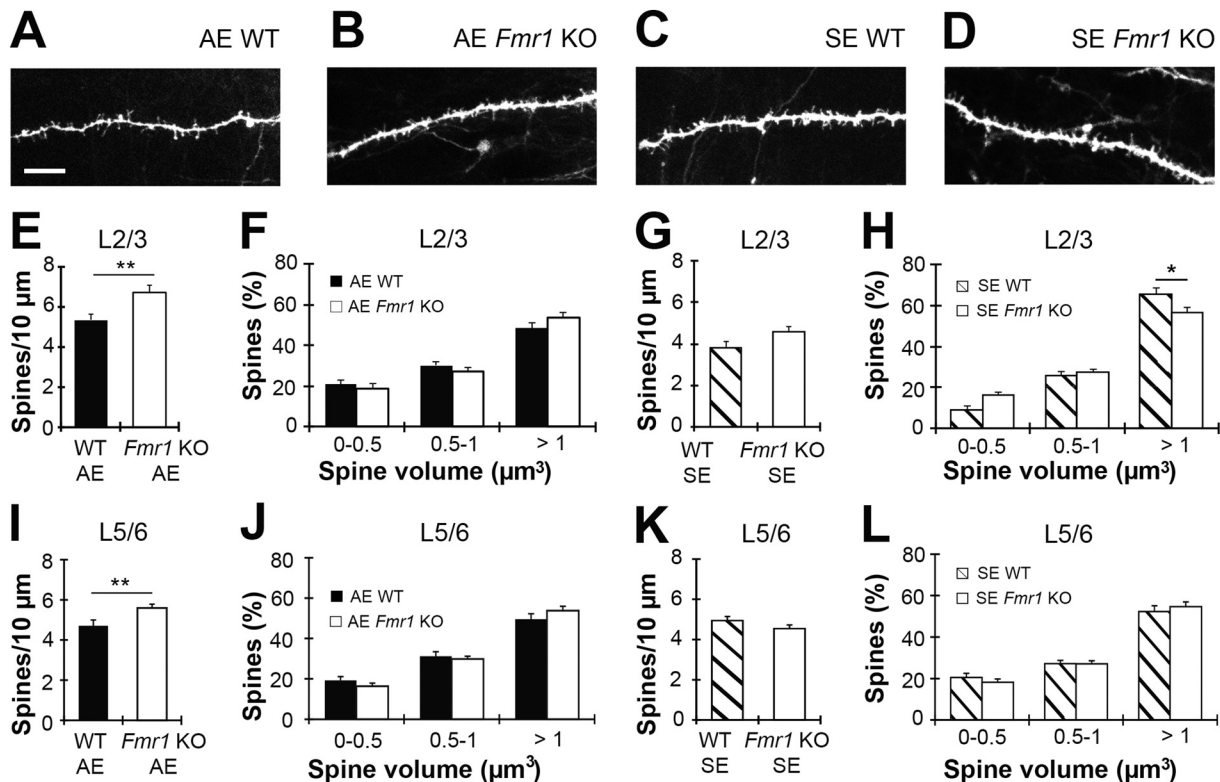 A AE WT
B AE Fmr1 KO
C SE WT
D SE Fmr1 KO
E
L2/3
Spines/10 µm
8
6
4
2
0
**
WT Fmr1 KO
AE AE
F
L2/3
Spines (%)
80
60
40
20
0
AE WT
AE Fmr1 KO
0-0.5 0.5-1 > 1
Spine volume (µm³)
G
L2/3
Spines/10 µm
8
6
4
2
0
WT Fmr1 KO
SE SE
H
L2/3
Spines (%)
80
60
40
20
0
SE WT
SE Fmr1 KO
*
0-0.5 0.5-1 > 1
Spine volume (µm³)
I
L5/6
Spines/10 µm
8
6
4
2
0
**
WT Fmr1 KO
AE AE
J
L5/6
Spines (%)
80
60
40
20
0
AE WT
AE Fmr1 KO
0-0.5 0.5-1 > 1
Spine volume (µm³)
K
L5/6
Spines/10 µm
8
6
4
2
0
WT Fmr1 KO
SE SE
L
L5/6
Spines (%)
80
60
40
20
0
SE WT
SE Fmr1 KO
0-0.5 0.5-1 > 1
Spine volume (µm³)